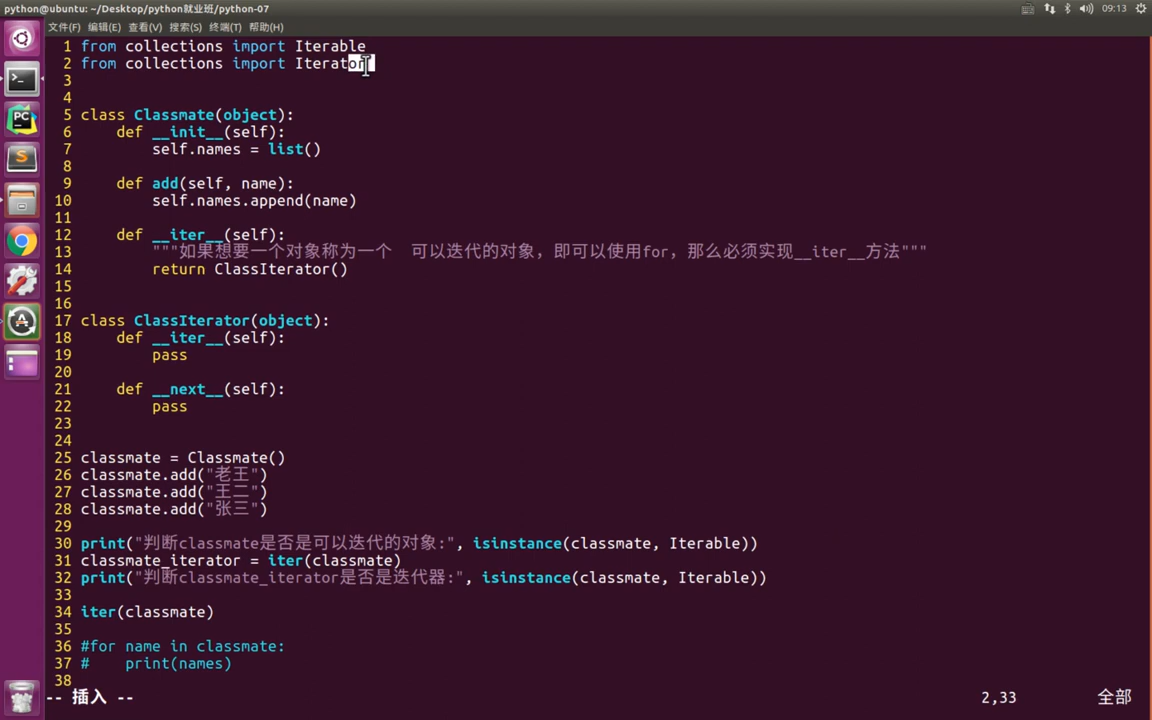 python@ubuntu: ~/Desktop/python就业班/python-07
09:13
文件(F) 编辑(E) 查看(V) 搜索(S) 终端(T) 帮助(H)
1 from collections import Iterable
2 from collections import Iterator
3
4
5 class Classmate(object):
6     def __init__(self):
7         self.names = list()
8
9     def add(self, name):
10         self.names.append(name)
11
12     def __iter__(self):
13         """如果想要一个对象称为一个  可以迭代的对象，即可以使用for，那么必须实现__iter__方法"""
14         return ClassIterator()
15
16
17 class ClassIterator(object):
18     def __iter__(self):
19         pass
20
21     def __next__(self):
22         pass
23
24
25 classmate = Classmate()
26 classmate.add("老王")
27 classmate.add("王二")
28 classmate.add("张三")
29
30 print("判断classmate是否是可以迭代的对象:", isinstance(classmate, Iterable))
31 classmate_iterator = iter(classmate)
32 print("判断classmate_iterator是否是迭代器:", isinstance(classmate, Iterable))
33
34 iter(classmate)
35
36 #for name in classmate:
37 #    print(names)
38
-- 插入 --
2,33
全部